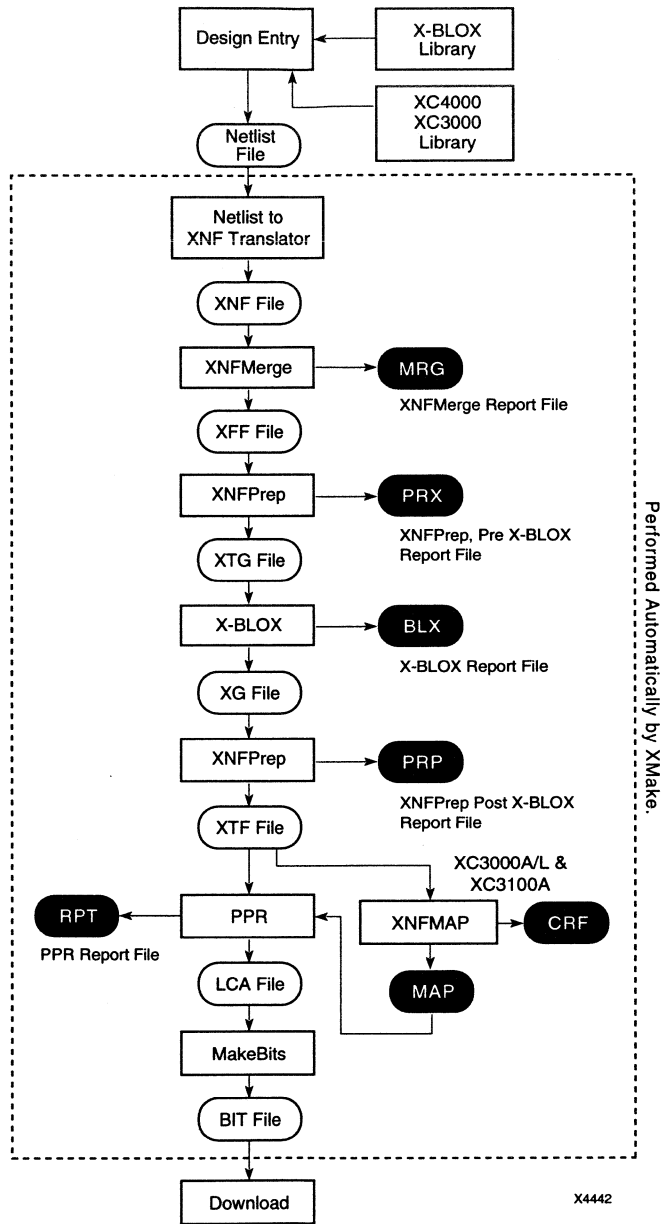 Design Entry
X-BLOX
Library
XC4000
XC3000
Library
Netlist
File
Netlist to
XNF Translator
XNF File
XNFMerge
MRG
XNFMerge Report File
XFF File
XNFPrep
PRX
XNFPrep, Pre X-BLOX
Report File
XTG File
X-BLOX
BLX
X-BLOX Report File
XG File
XNFPrep
PRP
XNFPrep Post X-BLOX
Report File
XTF File
XC3000A/L &
XC3100A
RPT
PPR
XNFMAP
CRF
PPR Report File
LCA File
MAP
MakeBits
BIT File
Download
Performed Automatically by XMake.
X4442